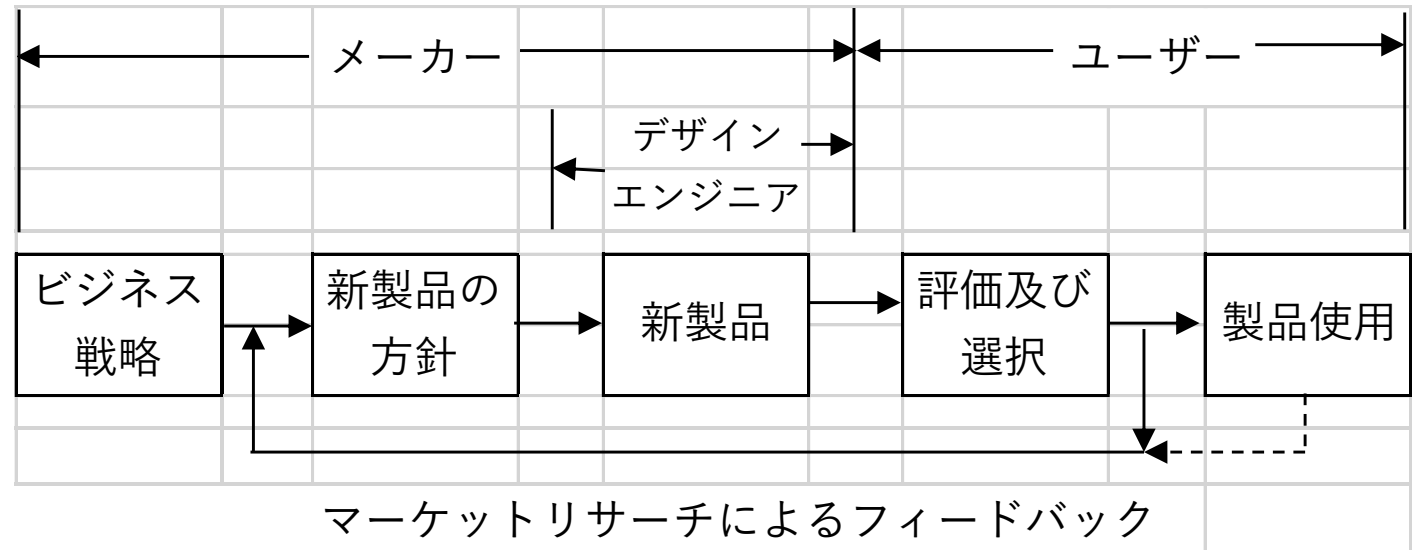 メーカー
ユーザー
デザイン
エンジニア
ビジネス
戦略
新製品の
方針
新製品
評価及び
選択
製品使用
マーケットリサーチによるフィードバック